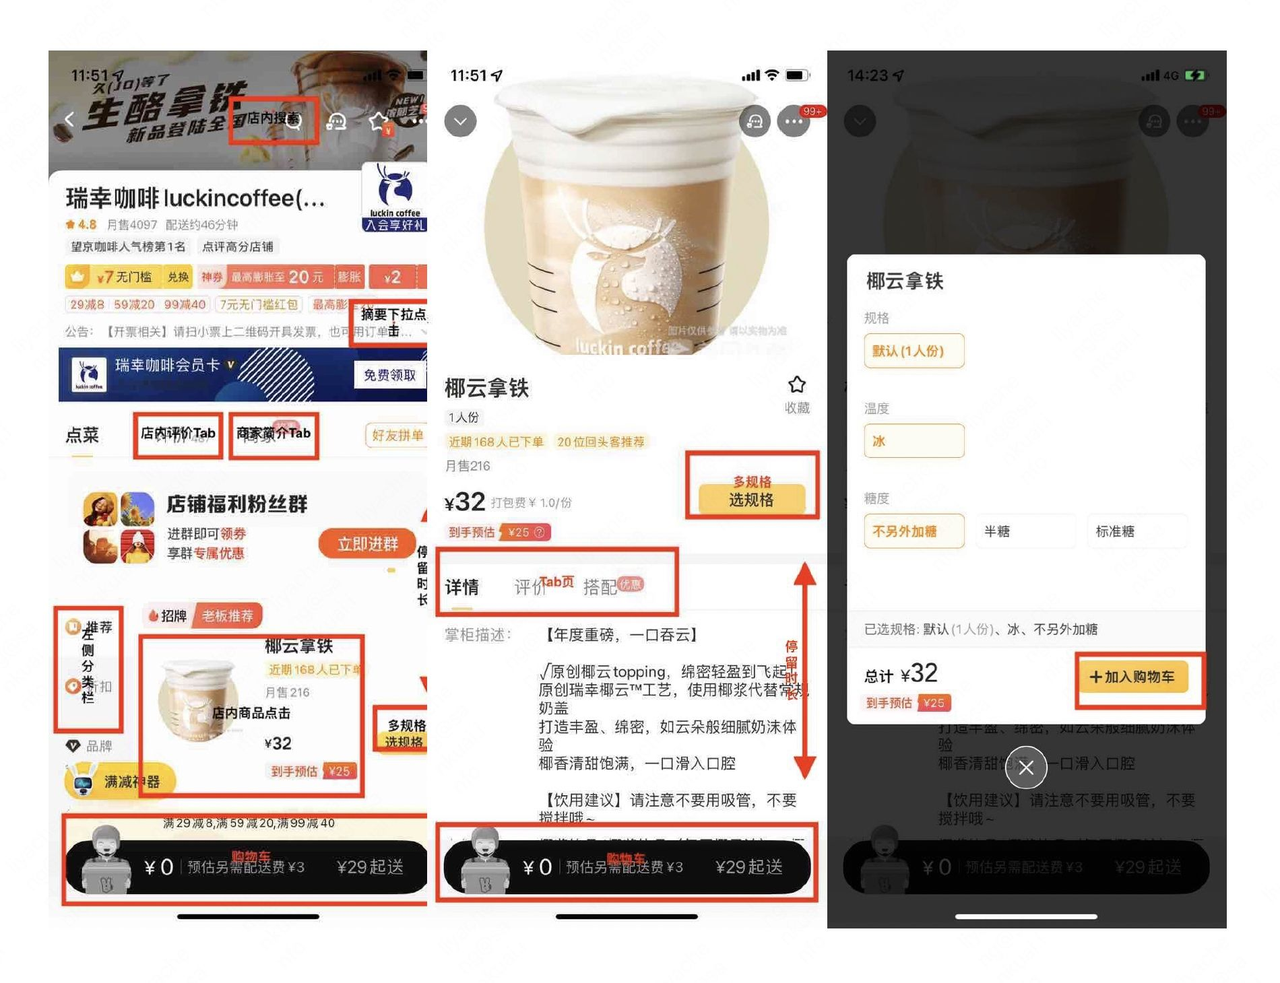 11:51
久(JIU)等了
生酪拿铁
新品登陆全国
NEW
店内搜索
瑞幸咖啡luckincoffee(...
luckin coffee
入会享好礼
4.8 月售4097 配送约46分钟
望京咖啡人气榜第1名 点评高分店铺
¥7 无门槛 兑换 神券 最高膨胀至 20 元 膨胀 ¥2
29减8 59减20 99减40 7元无门槛红包 最高膨
摘要下拉点击
公告：【开票相关】请扫小票上二维码开具发票，也可用订单...
luckin coffee
瑞幸咖啡会员卡
免费领取
点菜
店内评价Tab
商家简介Tab
好友拼单
店铺福利粉丝群
进群即可领券
享群专属优惠
立即进群
停留时长
推荐
折扣
品牌
左侧分类栏
招牌 老板推荐
椰云拿铁
近期168人已下单
月售216
店内商品点击
¥32
到手预估 ¥25
多规格
选规格
满减神器
满29减8,满59减20,满99减40
购物车
¥0 预估另需配送费¥3 ¥29起送
11:51
99+
luckin coffee
椰云拿铁
收藏
1人份
近期168人已下单 20位回头客推荐
月售216
多规格
选规格
¥32 打包费¥1.0/份
到手预估 ¥25
详情 评价 搭配 优惠
Tab页
掌柜描述： 【年度重磅，一口吞云】
√原创椰云topping，绵密轻盈到飞起
原创瑞幸椰云™工艺，使用椰浆代替常规
奶盖
打造丰盈、绵密，如云朵般细腻奶沫体
验
椰香清甜饱满，一口滑入口腔
【饮用建议】请注意不要用吸管，不要
搅拌哦~
停留时长
购物车
¥0 预估另需配送费¥3 ¥29起送
14:23
4G
99+
椰云拿铁
规格
默认(1人份)
温度
冰
糖度
不另外加糖 半糖 标准糖
已选规格: 默认(1人份)、冰、不另外加糖
总计 ¥32
到手预估 ¥25
+加入购物车
打造丰盈、绵密，如云朵般细腻奶沫体
验
椰香清甜饱满，一口滑入口腔
【饮用建议】请注意不要用吸管，不要
搅拌哦~
¥0 预估另需配送费¥3 ¥29起送